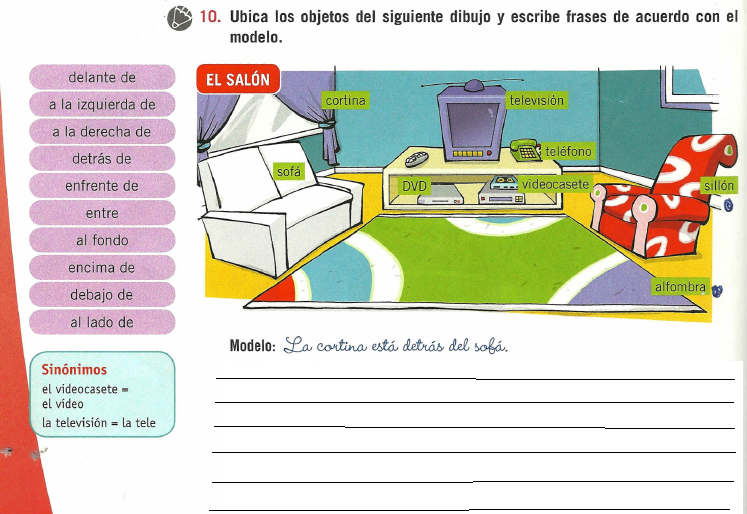 10. Ubica los objetos del siguiente dibujo y escribe frases de acuerdo con el
modelo.
delante de
a la izquierda de
a la derecha de
detrás de
enfrente de
entre
al fondo
encima de
debajo de
al lado de
Sinónimos
el videocasete =
el vídeo
la televisión = la tele
EL SALÓN
cortina
televisión
teléfono
sofá
DVD
videocasete
sillón
alfombra
Modelo: La cortina está detrás del sofá.